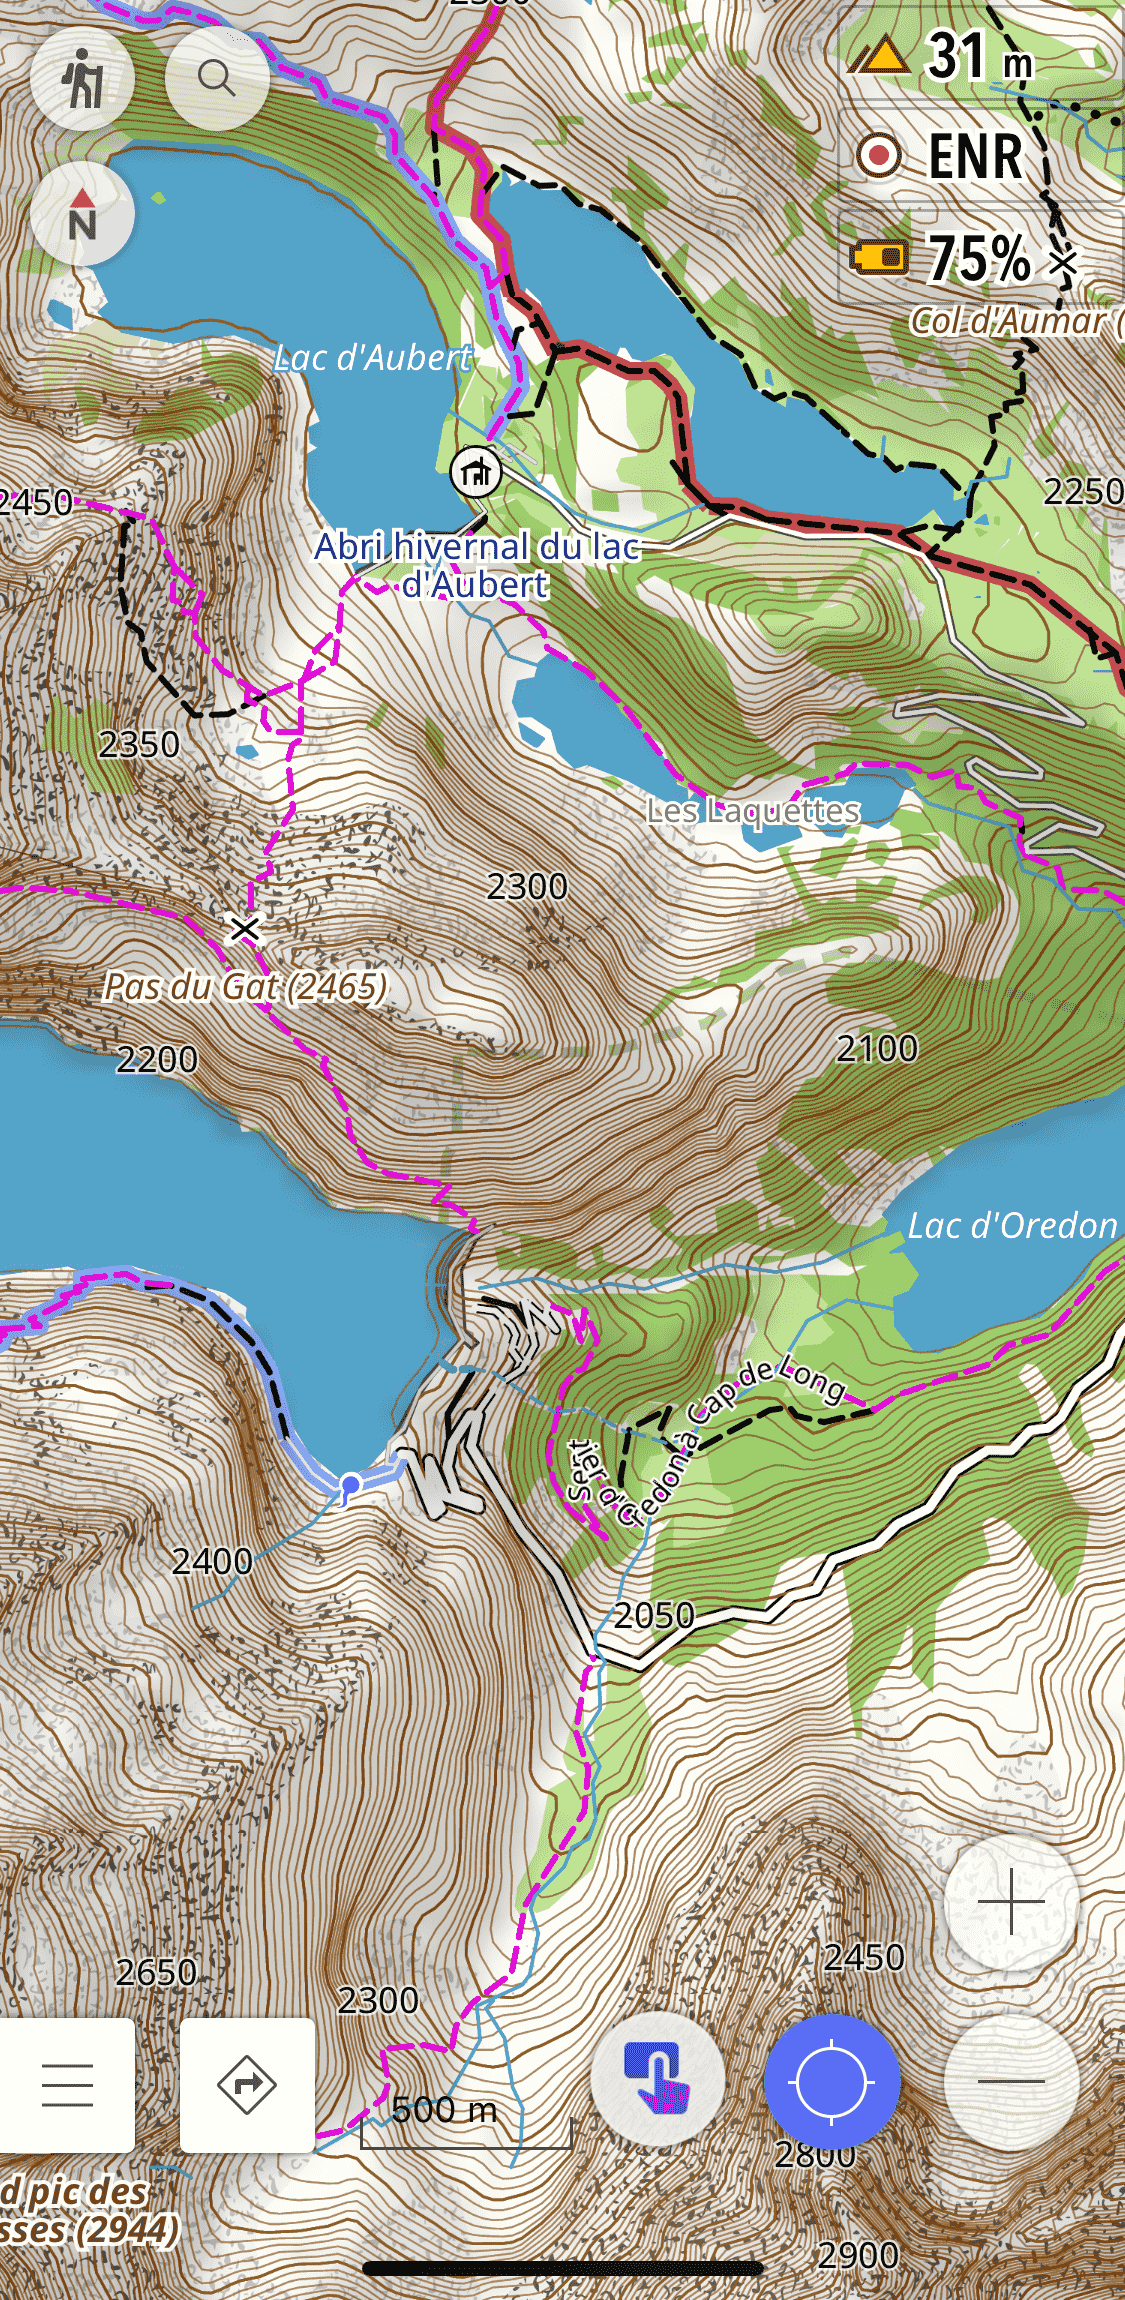 2300
31 m
ENR
75%
N
Col d'Aumar (
Lac d'Aubert
2450
2250
Abri hivernal du lac
d'Aubert
2350
Les Laquettes
2300
Pas du Gat (2465)
2200
2100
Lac d'Oredon
Sentier d'Oredon à Cap de Long
2400
2050
2450
2650
2300
500 m
2800
d pic des
sses (2944)
2900